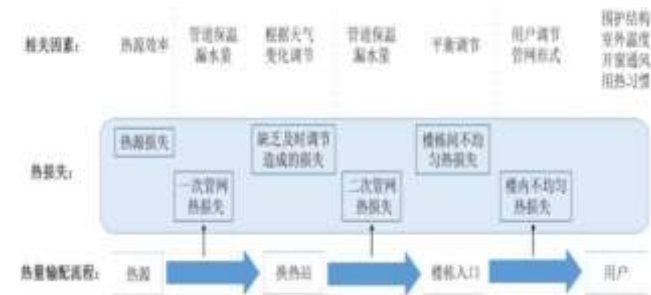 相关因素： 热源效率 管道保温 漏水量 根据天气 变化调节 管道保温 漏水量 平衡调节 用户调节 管网形式 围护结构 室外温度 开窗通风 用热习惯
热损失：
热源损失
缺乏及时调节
造成的损失
楼栋间不均
匀热损失
一次管网
热损失
二次管网
热损失
楼内不均匀
热损失
热量输配流程： 热源 换热站 楼栋入口 用户